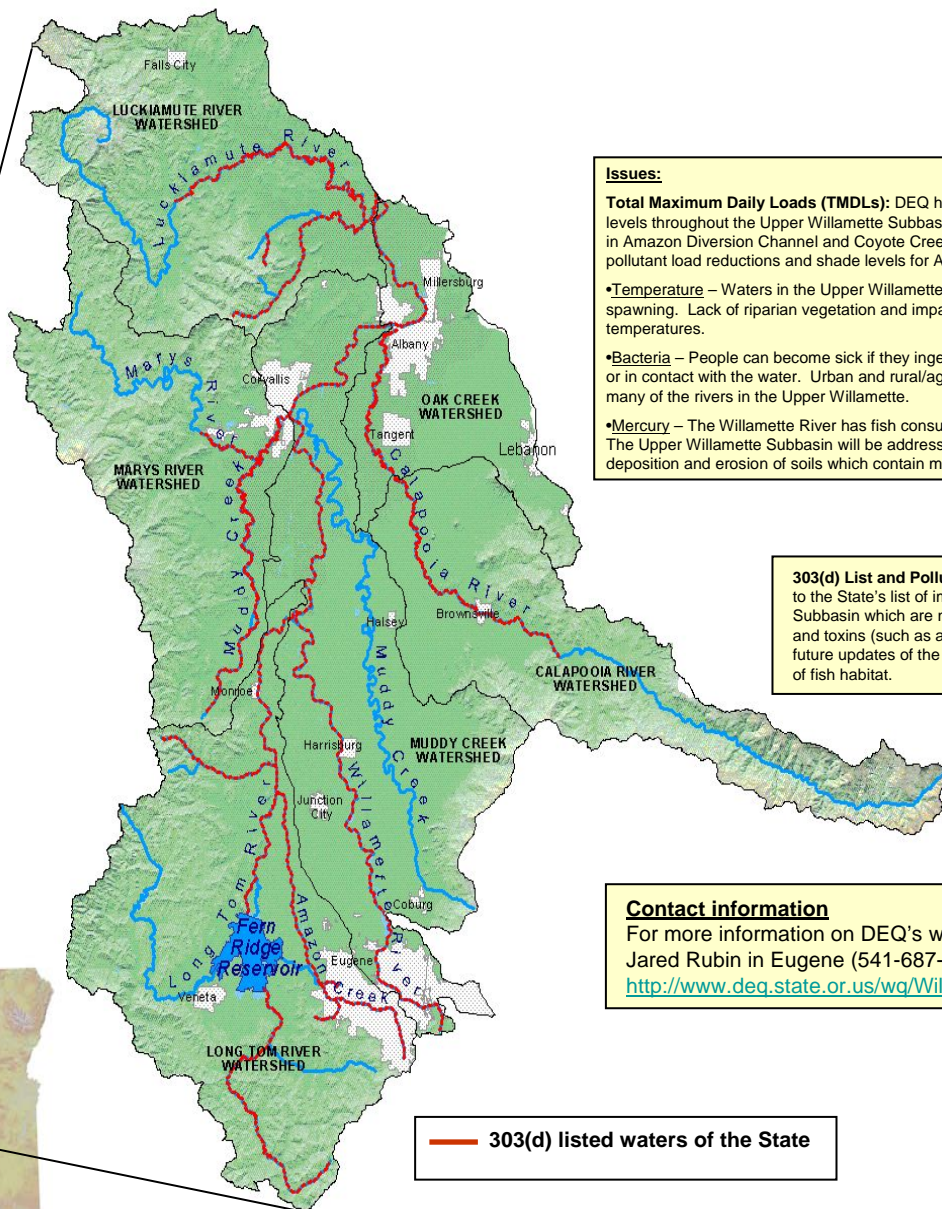 Falls City
LUCKIAMUTE RIVER
WATERSHED
Luckiamute River
Millersburg
Albany
Marys River
Corvallis
OAK CREEK
WATERSHED
Tangent
Lebanon
MARYS RIVER
WATERSHED
Muddy Creek
Calapooia River
Brownsville
Halsey
Muddy Creek
CALAPOOIA RIVER
WATERSHED
Monroe
Harrisburg
MUDDY CREEK
WATERSHED
Junction
City
Willamette River
Long Tom River
Amazon Creek
Coburg
Fern
Ridge
Reservoir
Eugene
Veneta
LONG TOM RIVER
WATERSHED
Issues:
Total Maximum Daily Loads (TMDLs): DEQ h
levels throughout the Upper Willamette Subbas
in Amazon Diversion Channel and Coyote Cree
pollutant load reductions and shade levels for A
•Temperature – Waters in the Upper Willamette
spawning. Lack of riparian vegetation and impa
temperatures.
•Bacteria – People can become sick if they inge
or in contact with the water. Urban and rural/ag
many of the rivers in the Upper Willamette.
•Mercury – The Willamette River has fish consu
The Upper Willamette Subbasin will be address
deposition and erosion of soils which contain m
303(d) List and Pollu
to the State's list of in
Subbasin which are n
and toxins (such as a
future updates of the
of fish habitat.
Contact information
For more information on DEQ's w
Jared Rubin in Eugene (541-687-
http://www.deq.state.or.us/wq/Wil
303(d) listed waters of the State